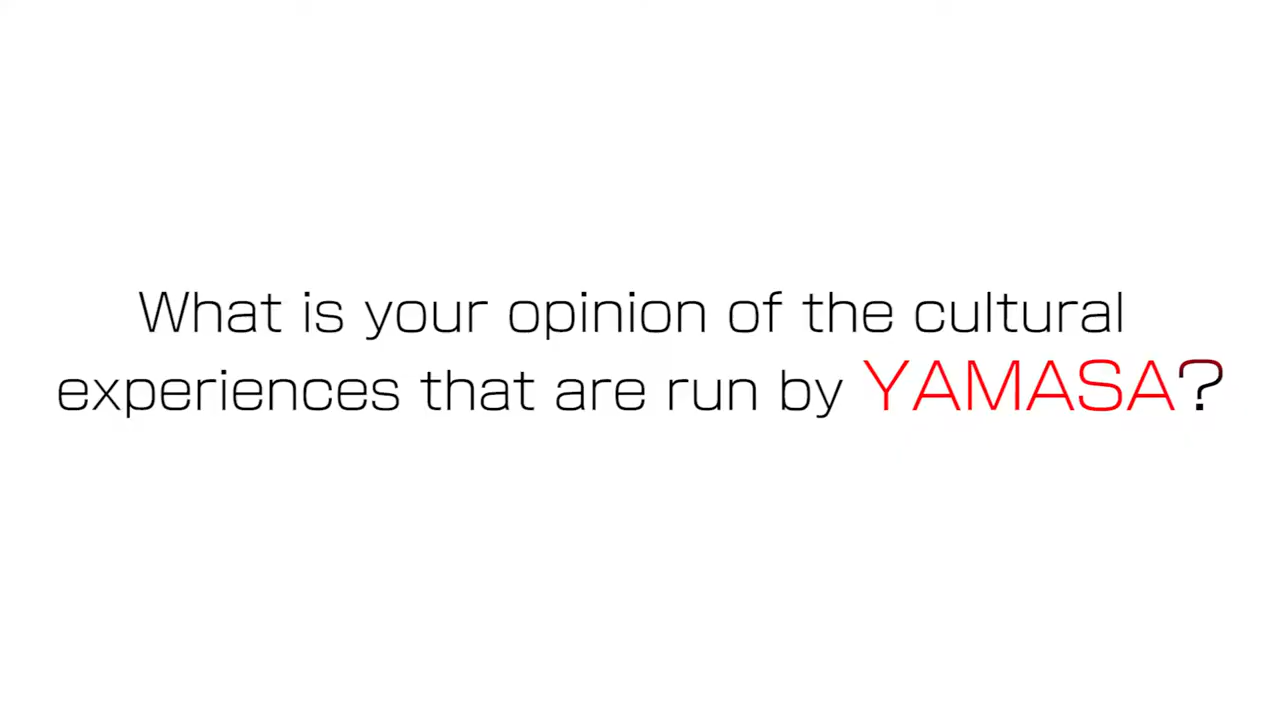 What is your opinion of the cultural
experiences that are run by YAMASA?